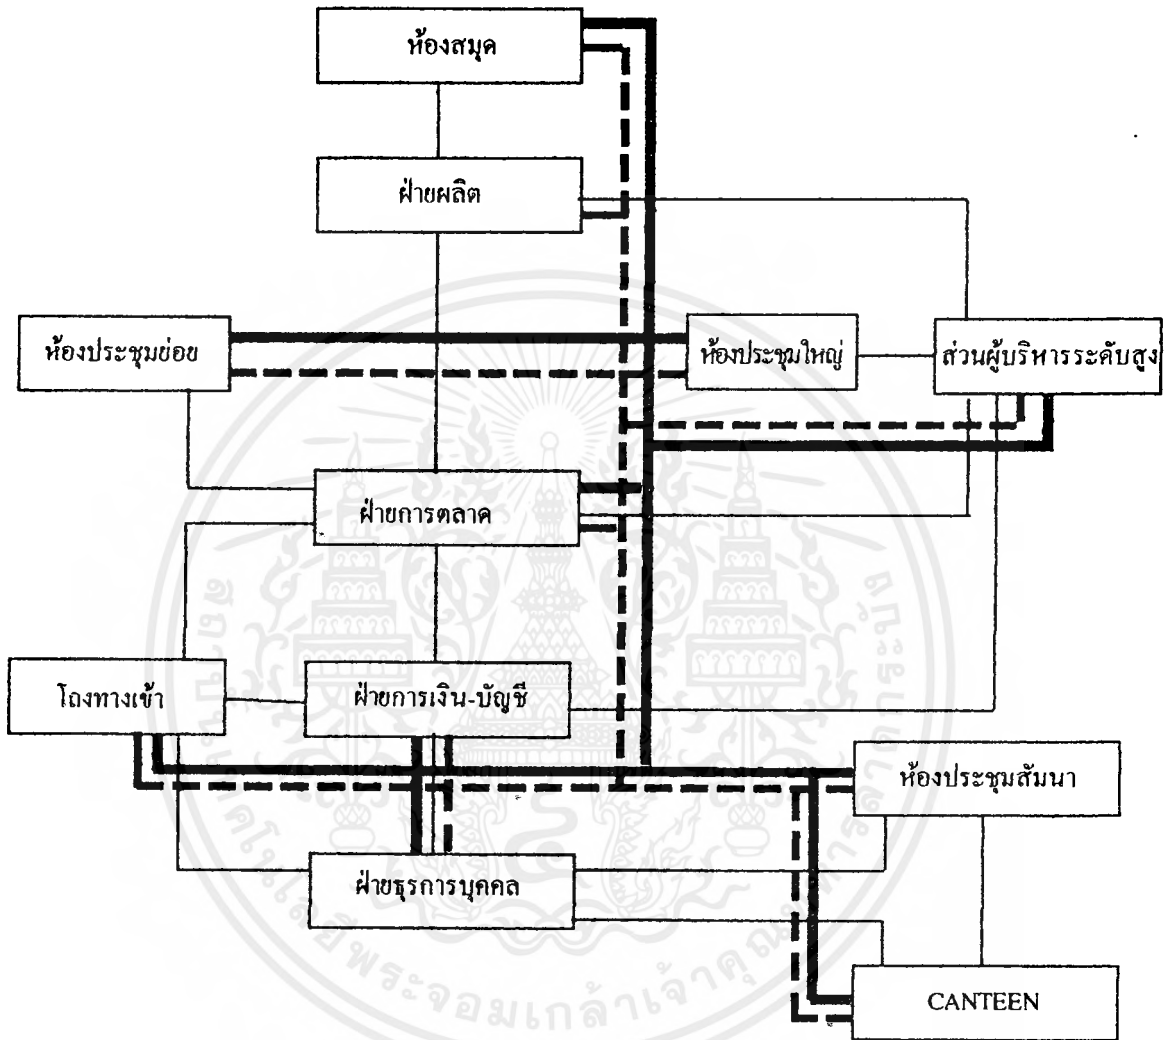 ห้องสมุด
ฝ่ายผลิต
ห้องประชุมย่อย
ห้องประชุมใหญ่
ส่วนผู้บริหารระดับสูง
ฝ่ายการตลาด
โถงทางเข้า
ฝ่ายการเงิน-บัญชี
ห้องประชุมสัมนา
ฝ่ายธุรการบุคคล
CANTEEN